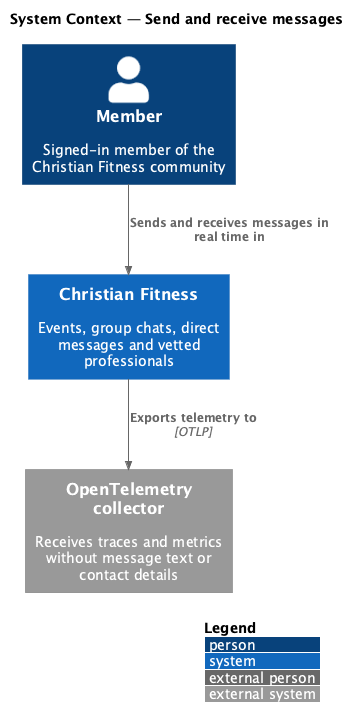 System Context — Send and receive messages
Member
Signed-in member of the
Christian Fitness community
Sends and receives messages in
real time in
Christian Fitness
Events, group chats, direct
messages and vetted
professionals
Exports telemetry to
[OTLP]
OpenTelemetry
collector
Receives traces and metrics
without message text or
contact details
Legend
person
system
external person
external system